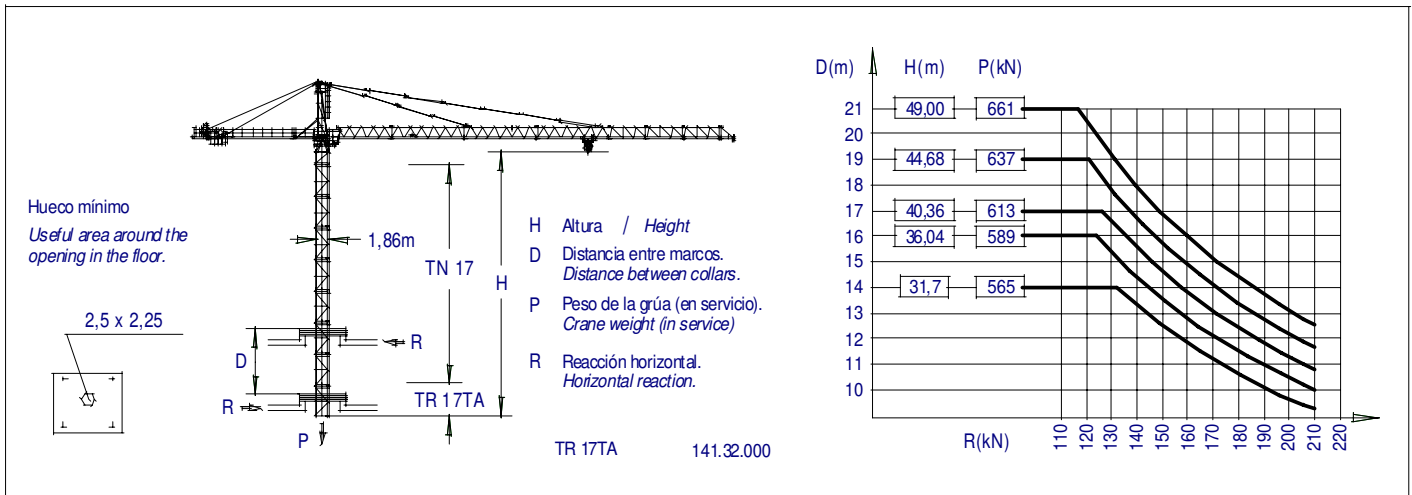 Hueco mínimo
Useful area around the
opening in the floor.
2,5 x 2,25
1,86m
TN 17
H
D
R
R
TR 17TA
P
H Altura / Height
D Distancia entre marcos.
Distance between collars.
P Peso de la grúa (en servicio).
Crane weight (in service)
R Reacción horizontal.
Horizontal reaction.
TR 17TA 141.32.000
D(m) H(m) P(kN)
21 49,00 661
20
19 44,68 637
18
17 40,36 613
16 36,04 589
15
14 31,7 565
13
12
11
10
R(kN) 110 120 130 140 150 160 170 180 190 200 210 220